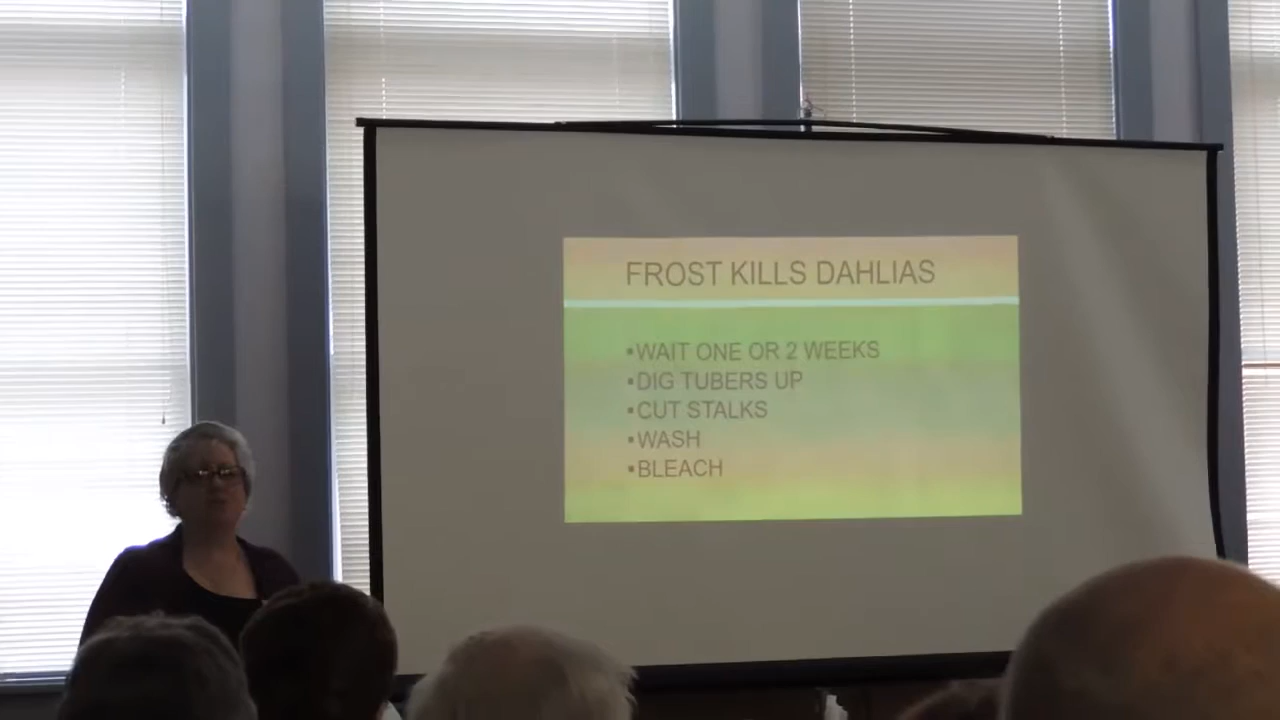 FROST KILLS DAHLIAS
▪WAIT ONE OR 2 WEEKS
▪DIG TUBERS UP
▪CUT STALKS
▪WASH
▪BLEACH